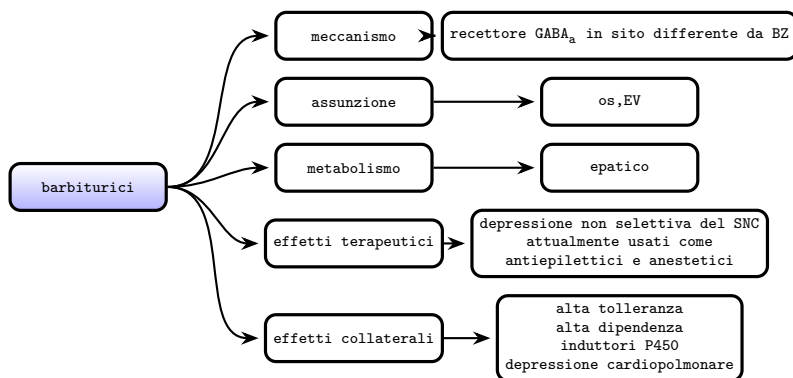 barbiturici
meccanismo
recettore GABAₐ in sito differente da BZ
assunzione
os,EV
metabolismo
epatico
effetti terapeutici
depressione non selettiva del SNC
attualmente usati come
antiepilettici e anestetici
effetti collaterali
alta tolleranza
alta dipendenza
induttori P450
depressione cardiopolmonare